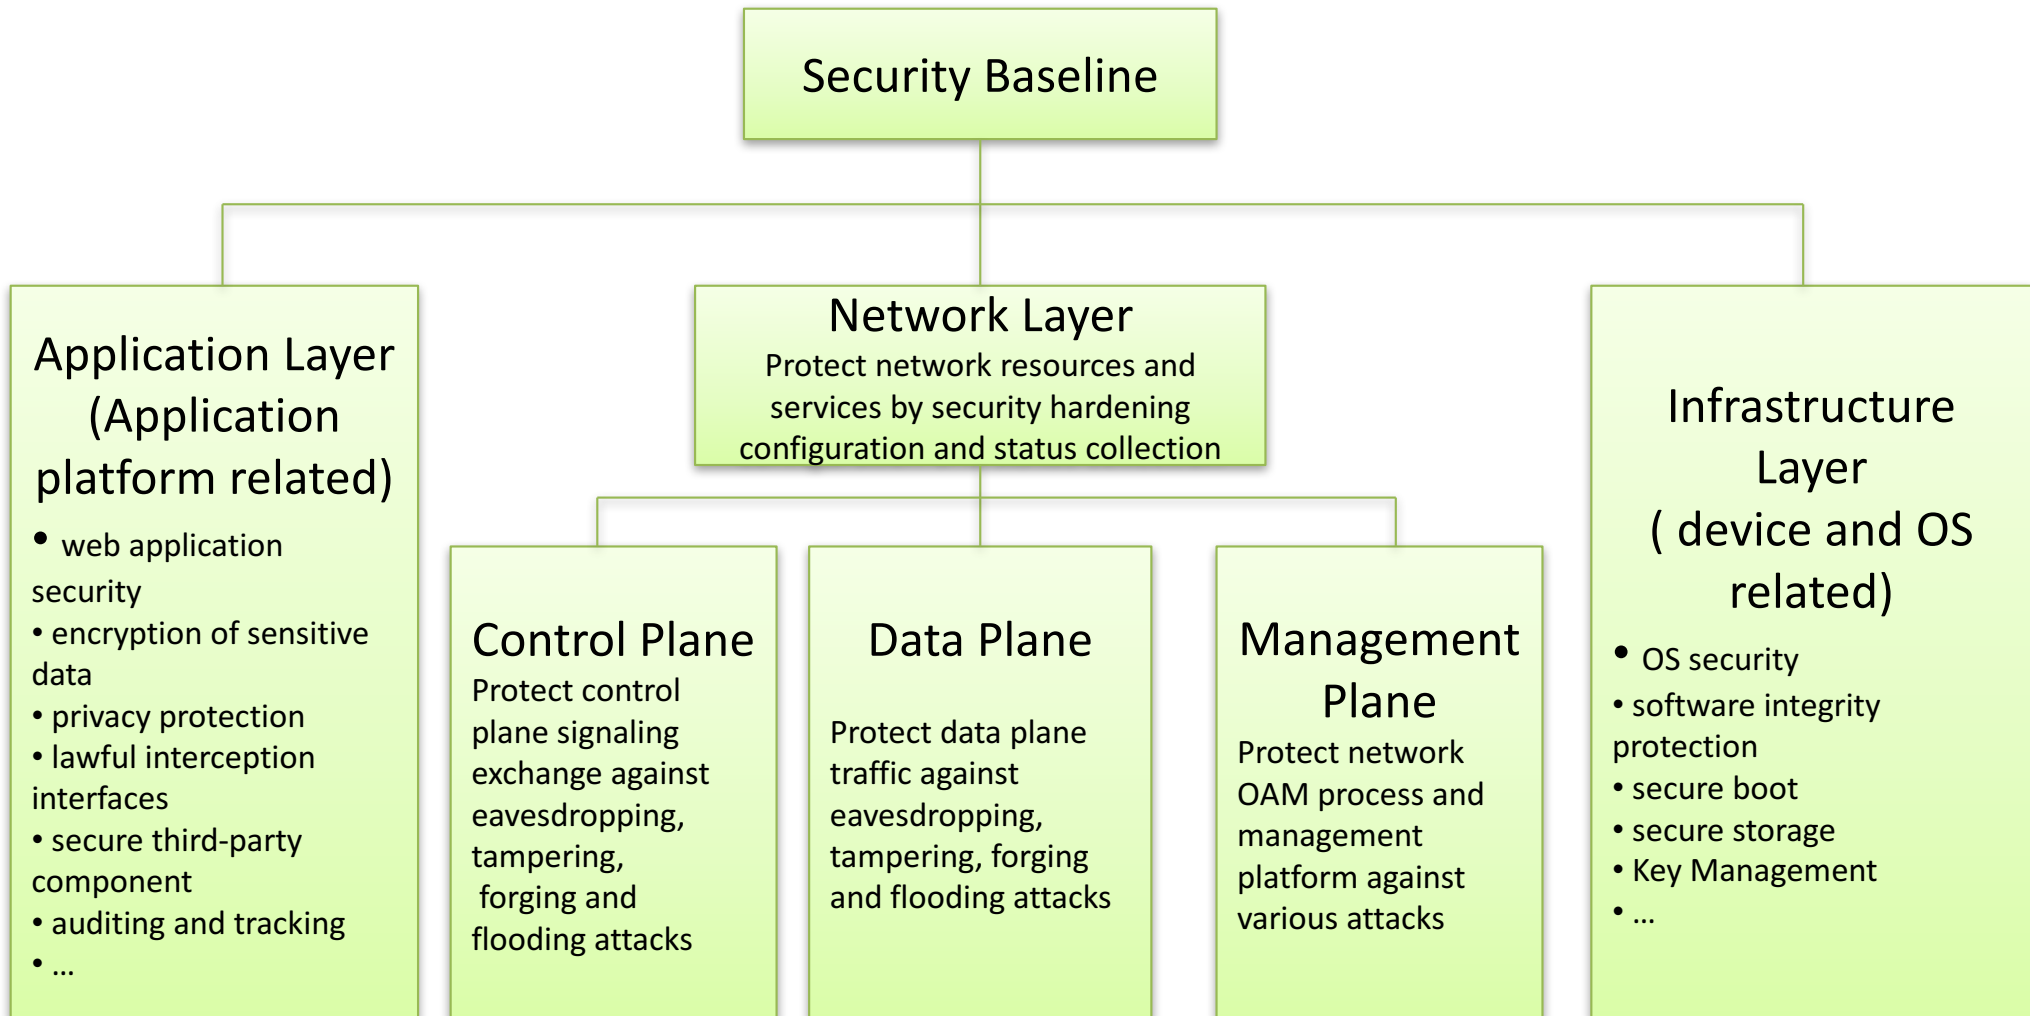 Security Baseline
Application Layer
(Application
platform related)
• web application
security
• encryption of sensitive
data
• privacy protection
• lawful interception
interfaces
• secure third-party
component
• auditing and tracking
• ...
Network Layer
Protect network resources and
services by security hardening
configuration and status collection
Control Plane
Protect control
plane signaling
exchange against
eavesdropping,
tampering,
forging and
flooding attacks
Data Plane
Protect data plane
traffic against
eavesdropping,
tampering, forging
and flooding attacks
Management
Plane
Protect network
OAM process and
management
platform against
various attacks
Infrastructure
Layer
( device and OS
related)
• OS security
• software integrity
protection
• secure boot
• secure storage
• Key Management
• ...